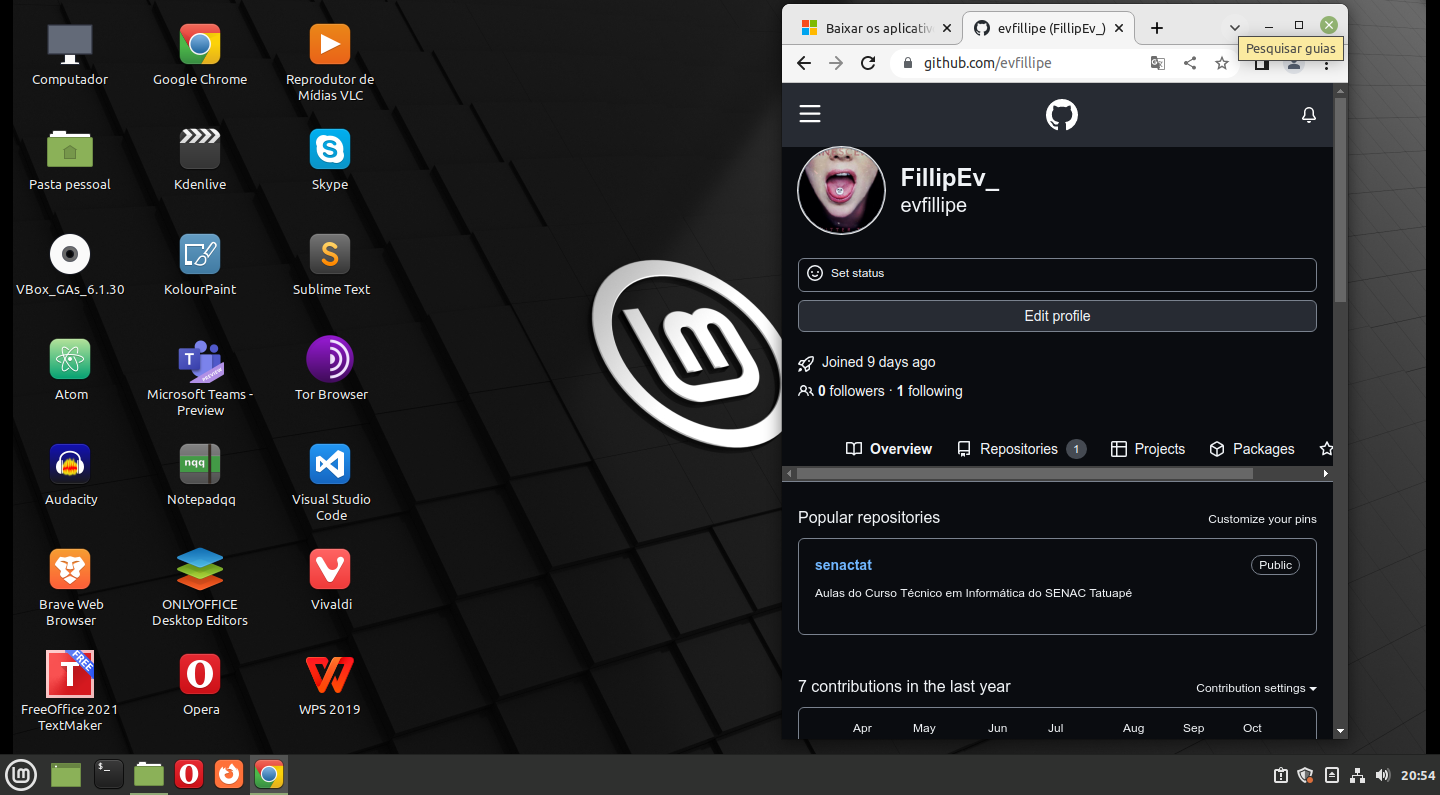 Computador
Google Chrome
Reprodutor de
Mídias VLC
Pasta pessoal
Kdenlive
Skype
VBox_GAs_6.1.30
KolourPaint
Sublime Text
Atom
Microsoft Teams -
Preview
Tor Browser
Audacity
nqq
Notepadqq
Visual Studio
Code
Brave Web
Browser
ONLYOFFICE
Desktop Editors
Vivaldi
FREE
FreeOffice 2021
TextMaker
Opera
WPS 2019
Baixar os aplicativ
evfillipe (FillipEv_)
Pesquisar guias
github.com/evfillipe
FillipEv_
evfillipe
Set status
Edit profile
Joined 9 days ago
0 followers · 1 following
Overview
Repositories 1
Projects
Packages
Popular repositories
Customize your pins
senactat
Public
Aulas do Curso Técnico em Informática do SENAC Tatuapé
7 contributions in the last year
Contribution settings
Apr May Jun Jul Aug Sep Oct
20:54